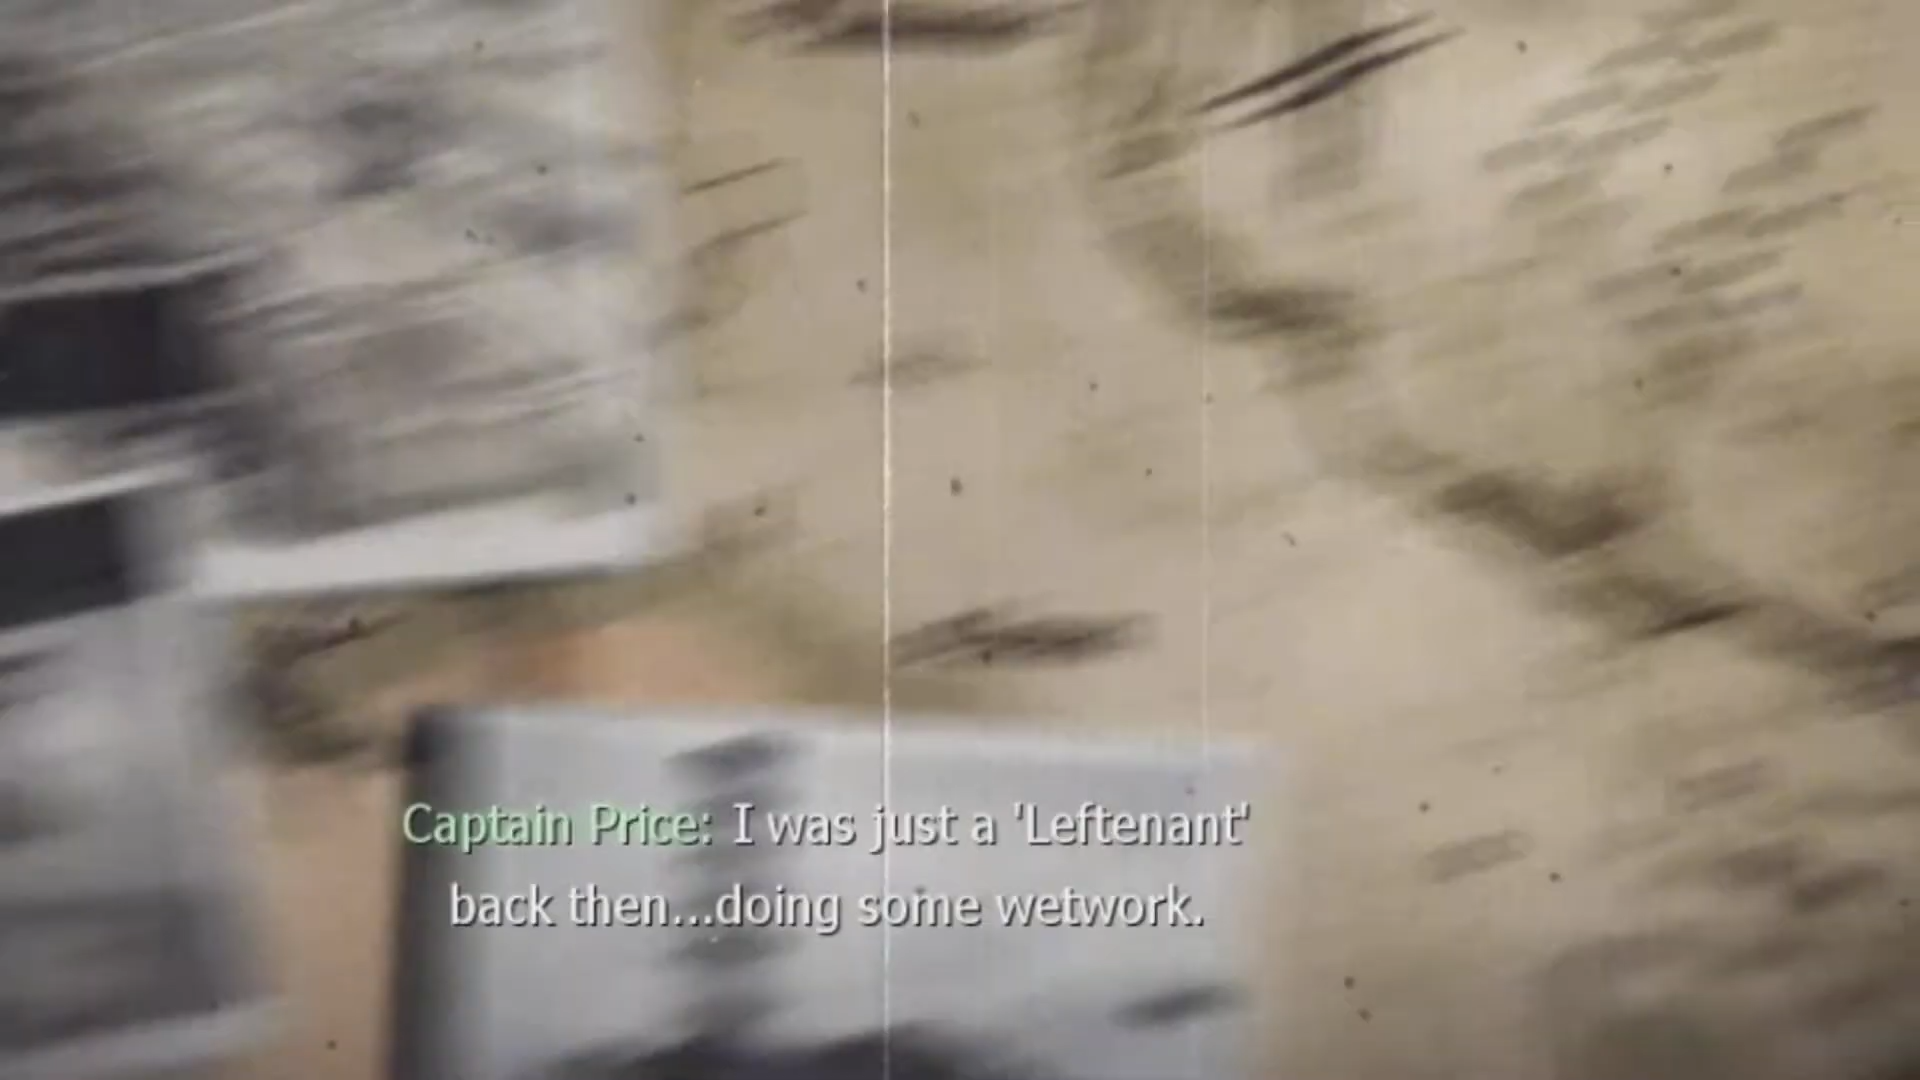 Captain Price: I was just a 'Leftenant'
back then...doing some wetwork.